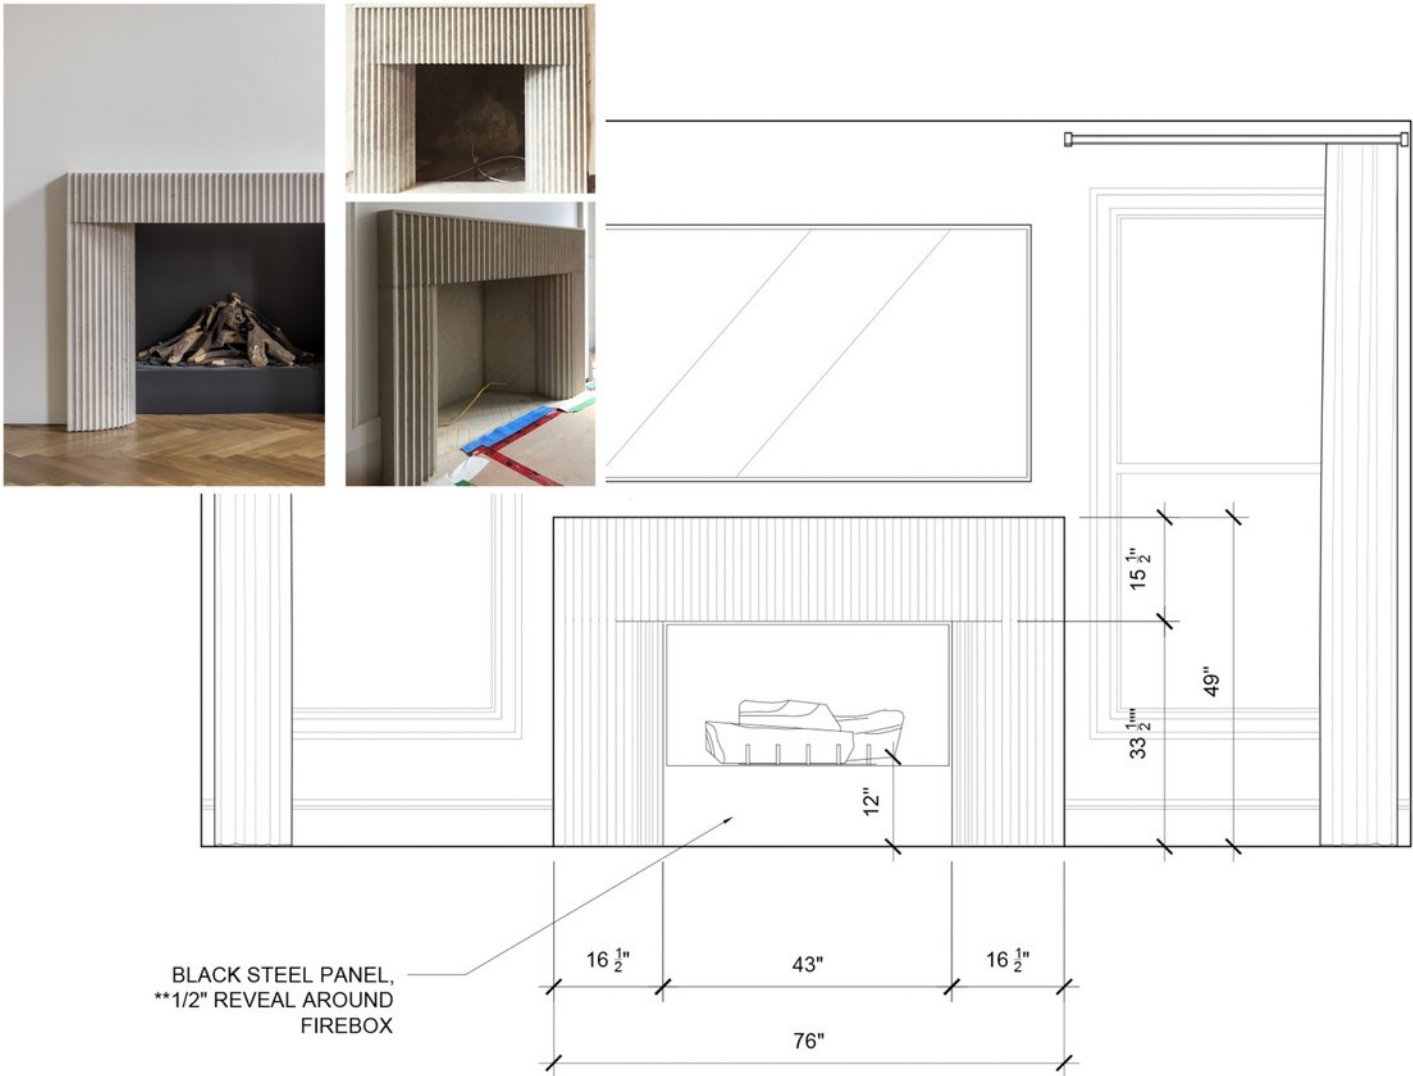 15 1/2"
49"
33 1/2""
12"
BLACK STEEL PANEL,
**1/2" REVEAL AROUND
FIREBOX
16 1/2"
43"
16 1/2"
76"